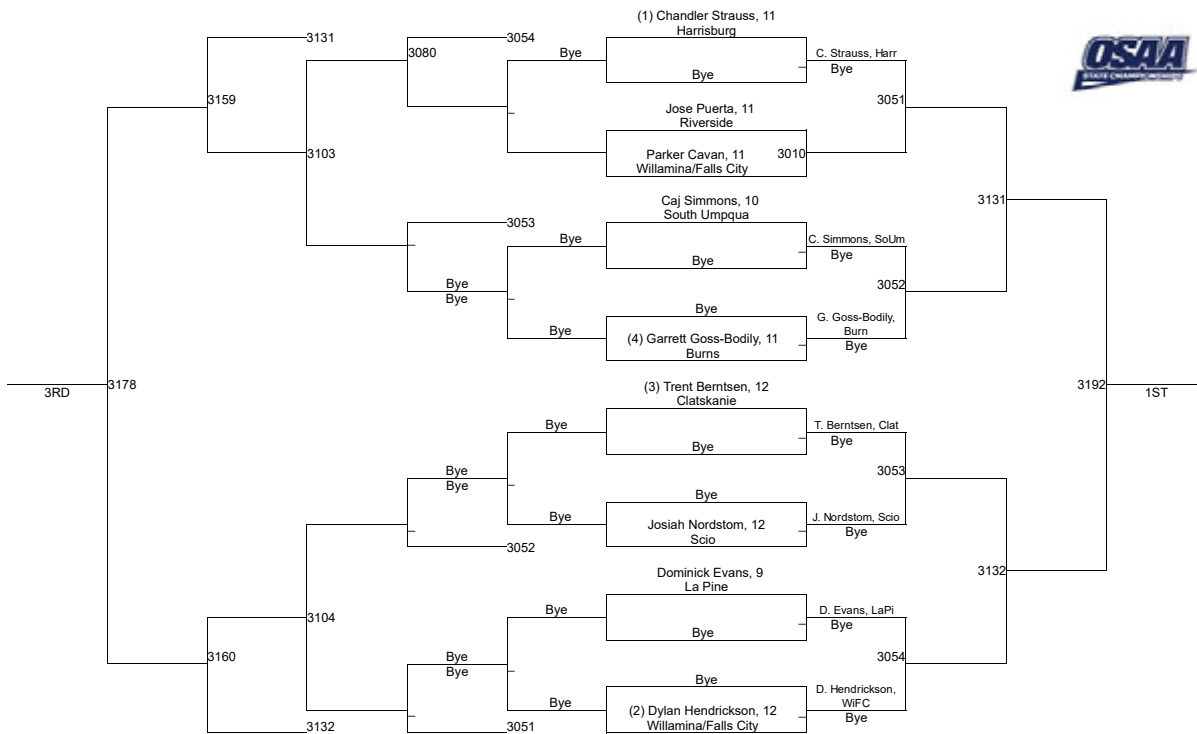 (1) Chandler Strauss, 11
Harrisburg
3131
3054
3080
Bye
C. Strauss, Harr
Bye
Bye
OSAA
STATE CHAMPIONSHIPS
3159
3051
Jose Puerta, 11
Riverside
3103
Parker Cavan, 11
Willamina/Falls City
3010
Caj Simmons, 10
South Umpqua
3131
3053
Bye
C. Simmons, SoUm
Bye
Bye
Bye
Bye
3052
Bye
G. Goss-Bodily,
Burn
Bye
(4) Garrett Goss-Bodily, 11
Burns
Bye
3RD
3178
(3) Trent Berntsen, 12
Clatskanie
3192
1ST
Bye
T. Berntsen, Clat
Bye
Bye
Bye
Bye
3053
Bye
Bye
Josiah Nordstom, 12
Scio
J. Nordstom, Scio
Bye
3052
Dominick Evans, 9
La Pine
3132
3104
Bye
D. Evans, LaPi
Bye
Bye
3160
Bye
Bye
3054
Bye
D. Hendrickson,
WiFC
Bye
(2) Dylan Hendrickson, 12
Willamina/Falls City
Bye
3132
3051